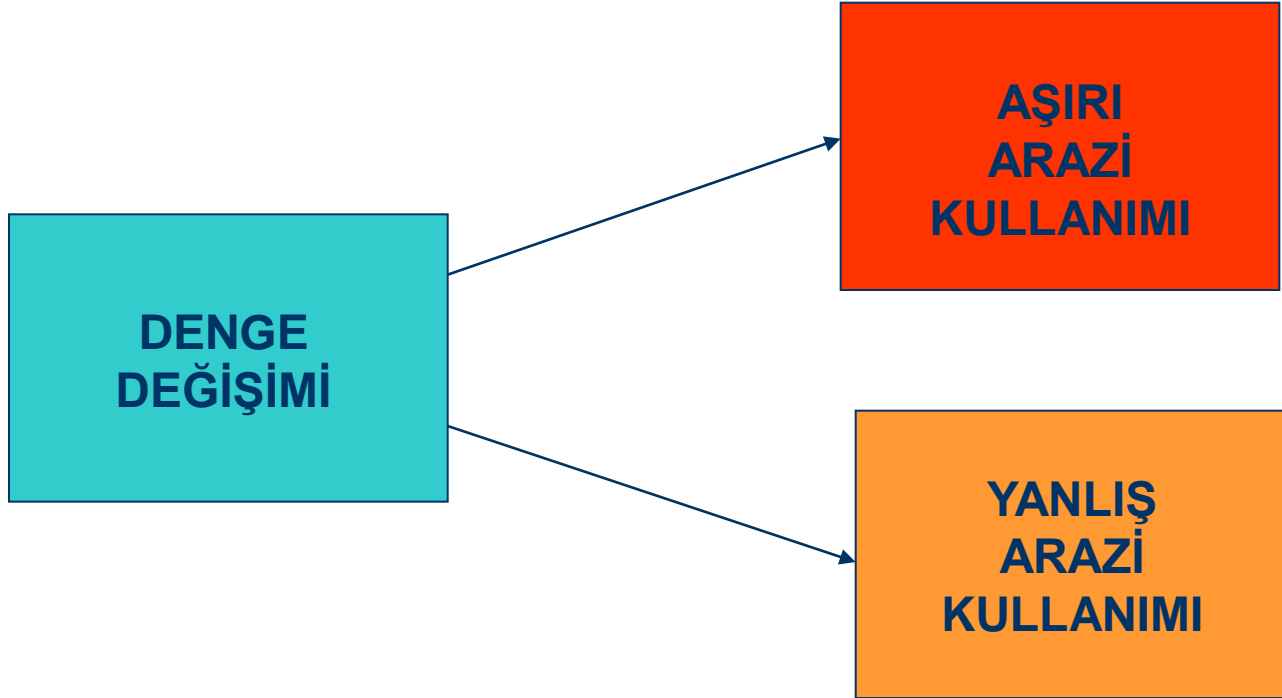 DENGE
DEĞİŞİMİ
AŞIRI
ARAZİ
KULLANIMI
YANLIŞ
ARAZİ
KULLANIMI